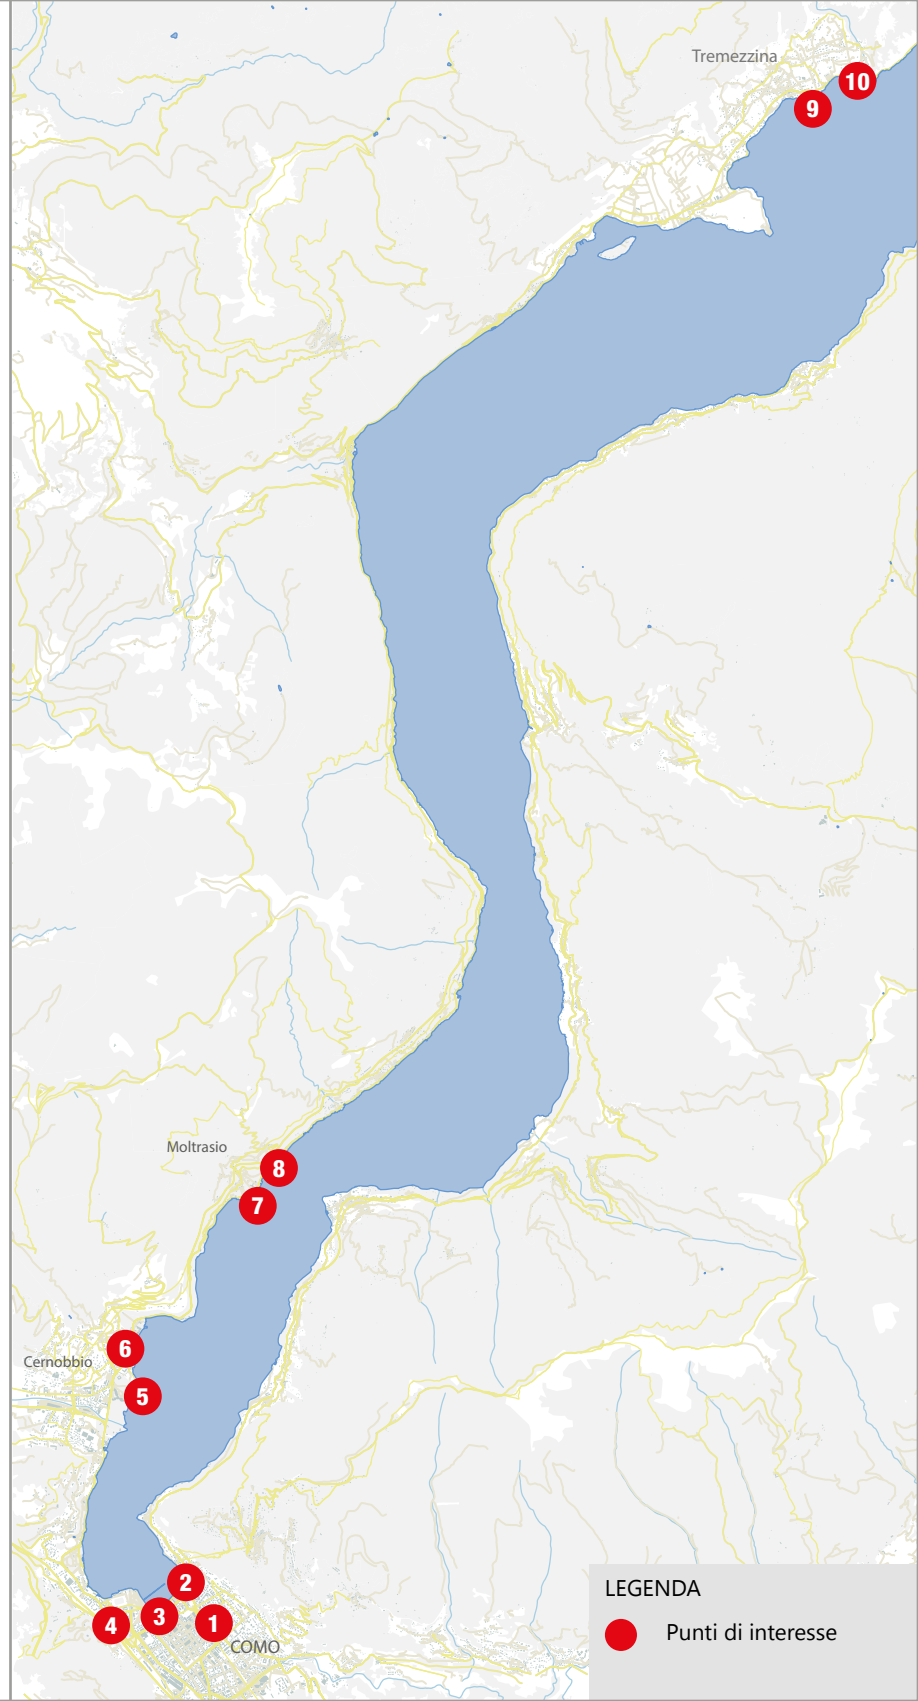 Tremezzina
10
9
Moltrasio
8
7
6
Cernobbio
5
2
3
1
4
COMO
LEGENDA
Punti di interesse